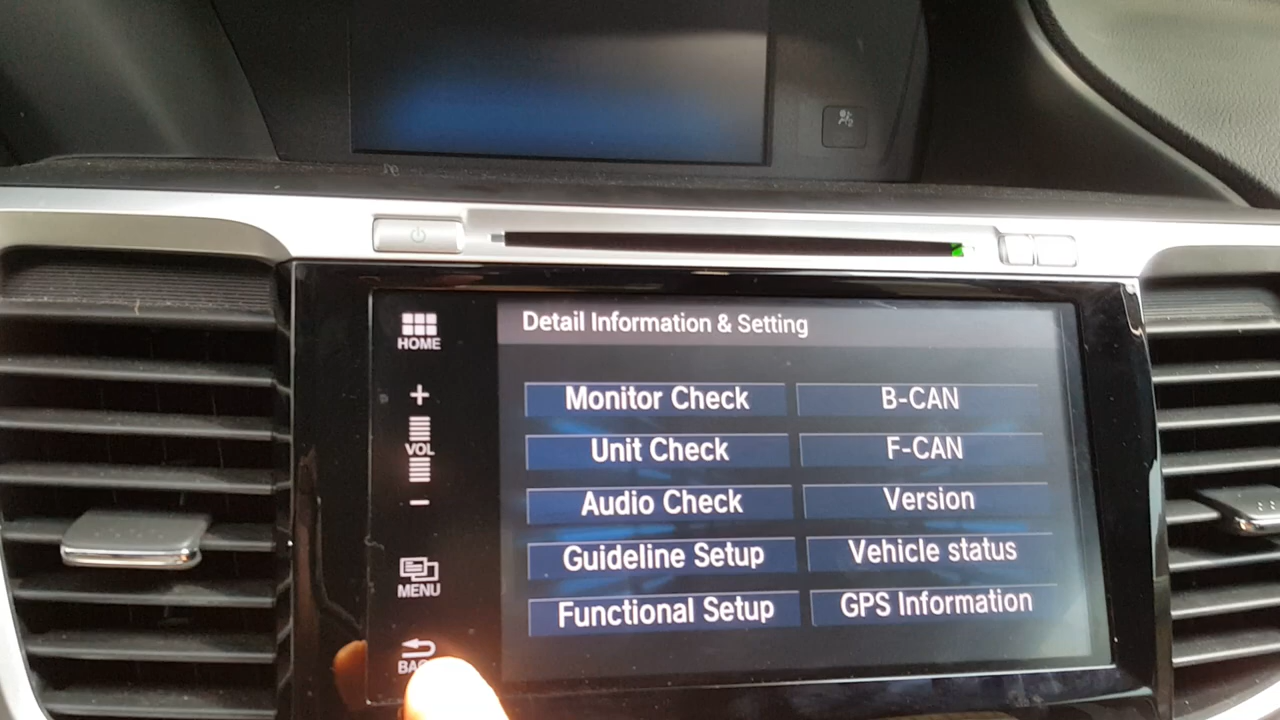 Detail Information & Setting
HOME
+
VOL
-
MENU
BAC
Monitor Check B-CAN
Unit Check F-CAN
Audio Check Version
Guideline Setup Vehicle status
Functional Setup GPS Information